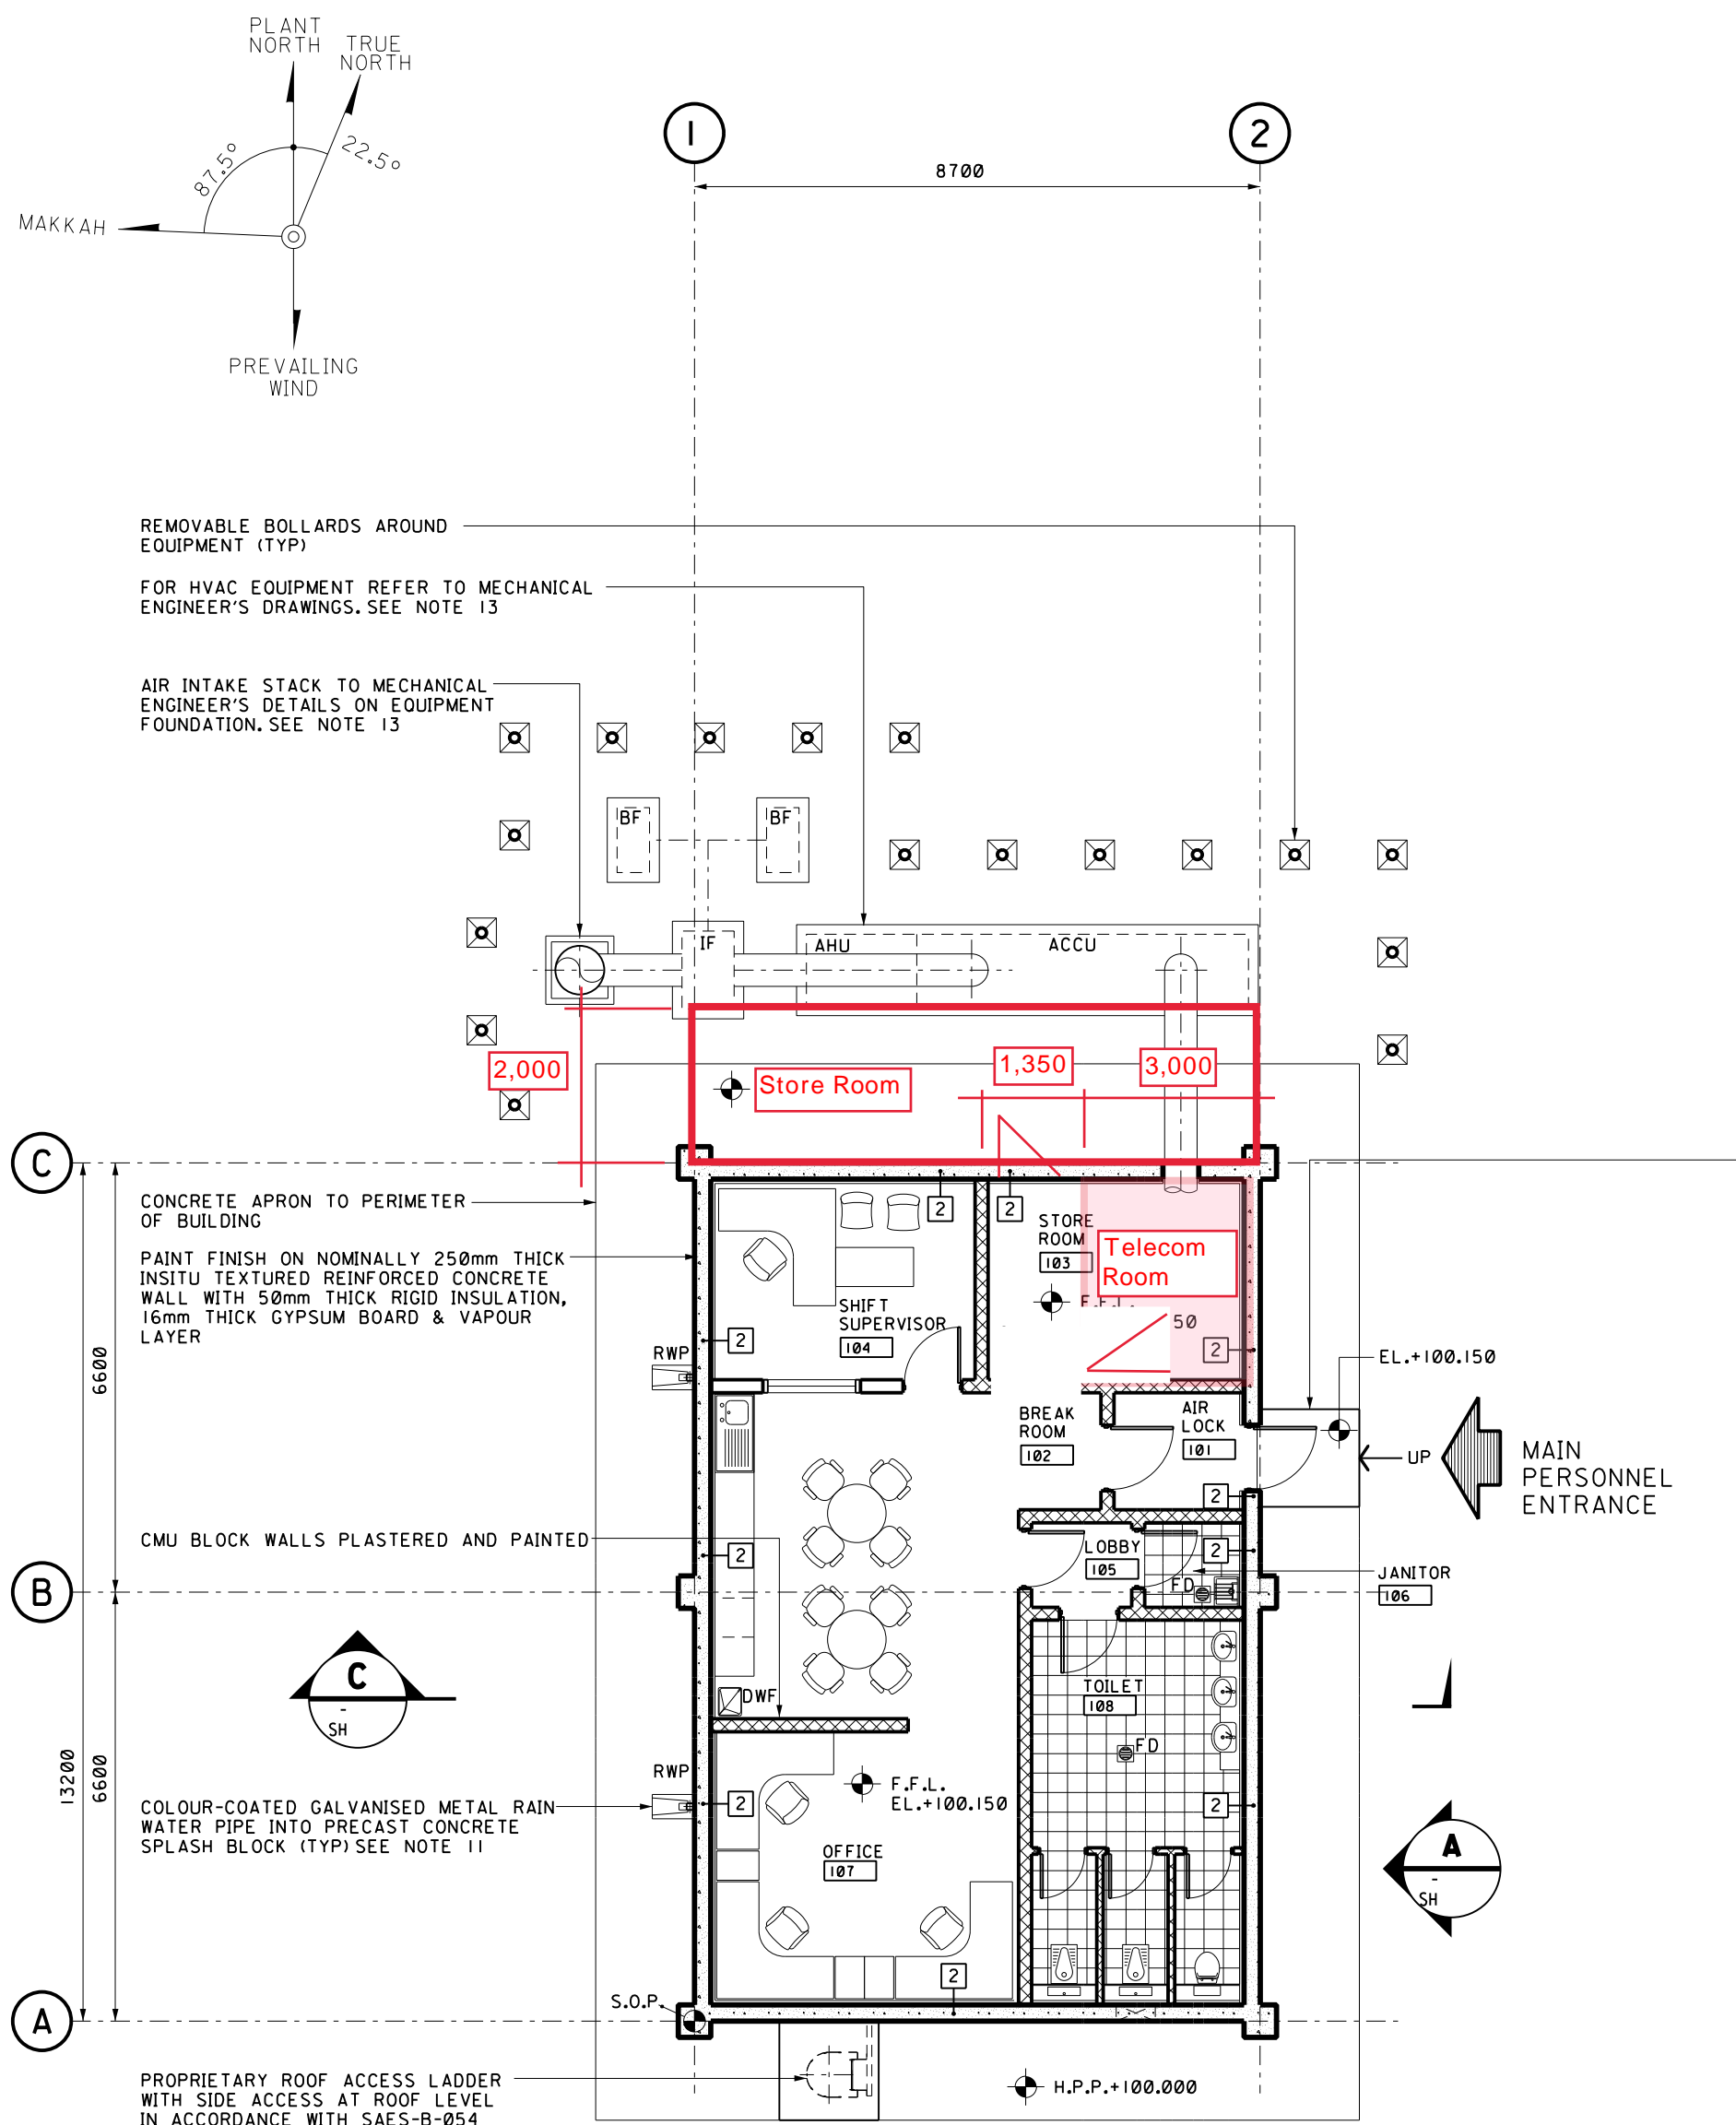 PLANT
NORTH
TRUE
NORTH
87.5°
22.5°
MAKKAH
PREVAILING
WIND
1
2
8700
REMOVABLE BOLLARDS AROUND
EQUIPMENT (TYP)
FOR HVAC EQUIPMENT REFER TO MECHANICAL
ENGINEER'S DRAWINGS. SEE NOTE 13
AIR INTAKE STACK TO MECHANICAL
ENGINEER'S DETAILS ON EQUIPMENT
FOUNDATION. SEE NOTE 13
BF
BF
IF
AHU
ACCU
2,000
Store Room
1,350
3,000
C
CONCRETE APRON TO PERIMETER
OF BUILDING
PAINT FINISH ON NOMINALLY 250mm THICK
INSITU TEXTURED REINFORCED CONCRETE
WALL WITH 50mm THICK RIGID INSULATION,
16mm THICK GYPSUM BOARD & VAPOUR
LAYER
2
2
STORE
ROOM
103
Telecom
Room
F.F.L.
50
SHIFT
SUPERVISOR
104
2
2
RWP
EL.+100.150
6600
BREAK
ROOM
102
AIR
LOCK
101
UP
MAIN
PERSONNEL
ENTRANCE
2
CMU BLOCK WALLS PLASTERED AND PAINTED
2
LOBBY
105
2
FD
JANITOR
106
B
C
-
SH
DWF
TOILET
108
FD
13200
6600
RWP
F.F.L.
EL.+100.150
2
2
COLOUR-COATED GALVANISED METAL RAIN
WATER PIPE INTO PRECAST CONCRETE
SPLASH BLOCK (TYP) SEE NOTE 11
OFFICE
107
A
-
SH
2
S.O.P.
A
PROPRIETARY ROOF ACCESS LADDER
WITH SIDE ACCESS AT ROOF LEVEL
IN ACCORDANCE WITH SAES-B-054
H.P.P.+100.000